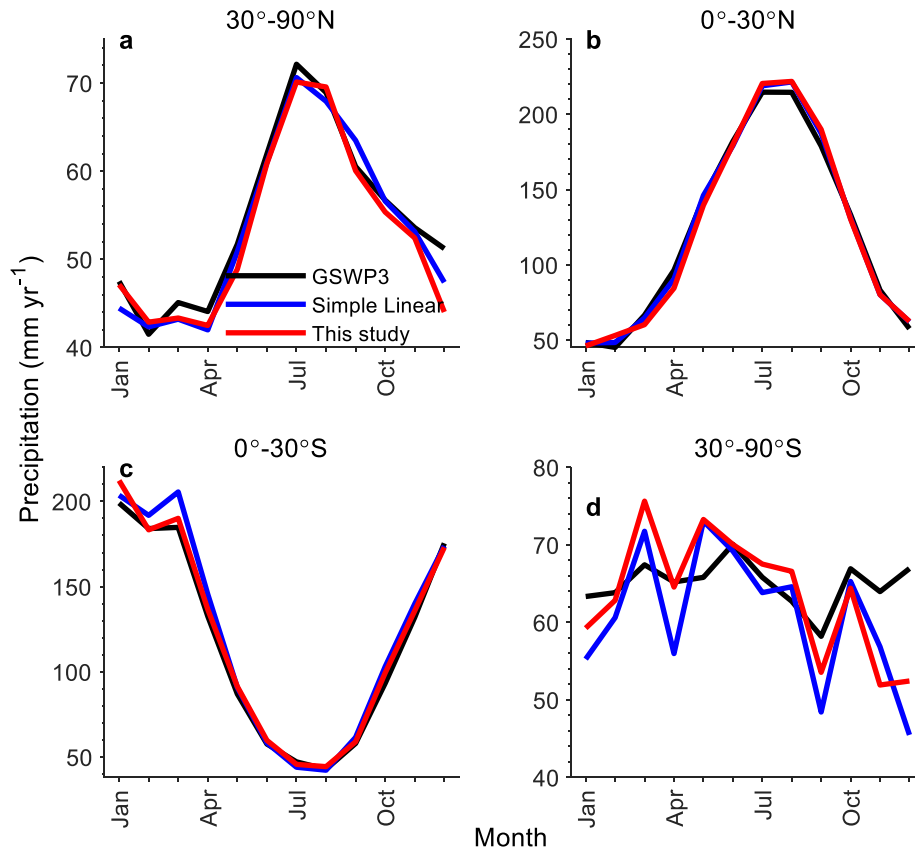 30°-90°N
a
70
60
50
40
GSWP3
Simple Linear
This study
Jan
Apr
Jul
Oct
0°-30°N
b
250
200
150
100
50
Jan
Apr
Jul
Oct
Precipitation (mm yr⁻¹)
0°-30°S
c
200
150
100
50
Jan
Apr
Jul
Oct
30°-90°S
d
80
70
60
50
40
Jan
Apr
Jul
Oct
Month